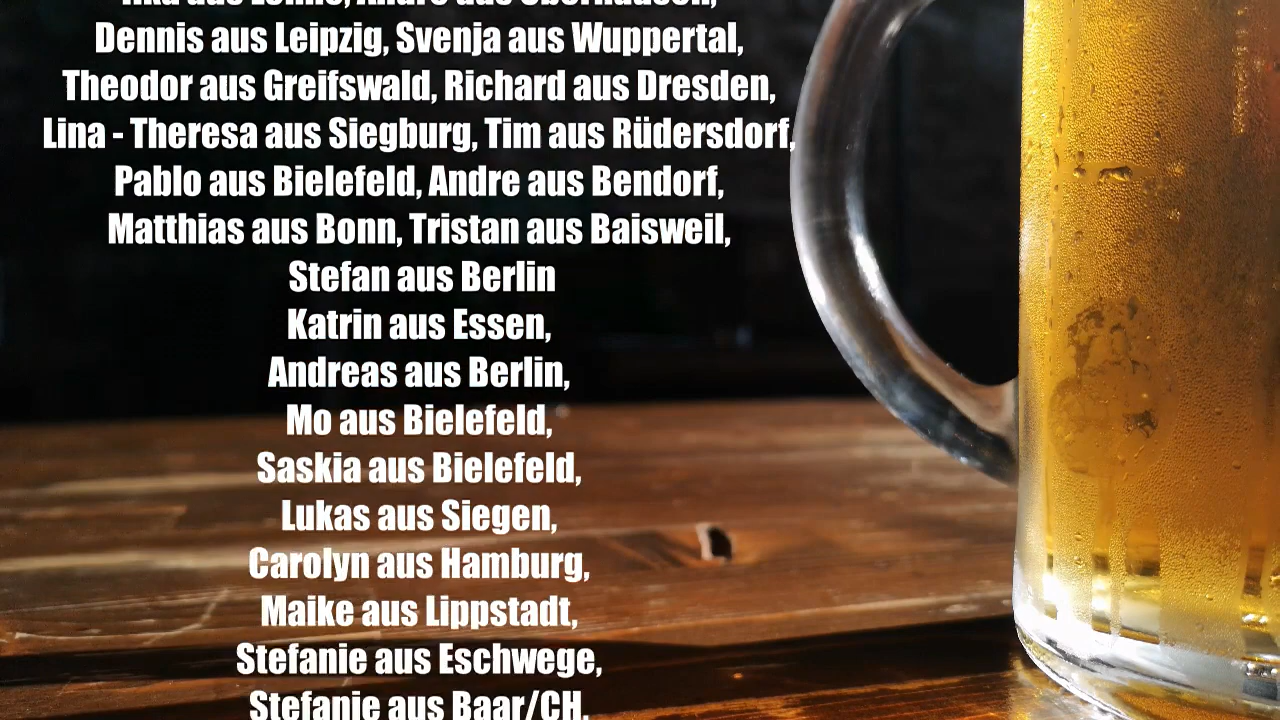 Dennis aus Leipzig, Svenja aus Wuppertal,
Theodor aus Greifswald, Richard aus Dresden,
Lina - Theresa aus Siegburg, Tim aus Rüdersdorf,
Pablo aus Bielefeld, Andre aus Bendorf,
Matthias aus Bonn, Tristan aus Baisweil,
Stefan aus Berlin
Katrin aus Essen,
Andreas aus Berlin,
Mo aus Bielefeld,
Saskia aus Bielefeld,
Lukas aus Siegen,
Carolyn aus Hamburg,
Maike aus Lippstadt,
Stefanie aus Eschwege,
Stefanie aus Baar/CH,